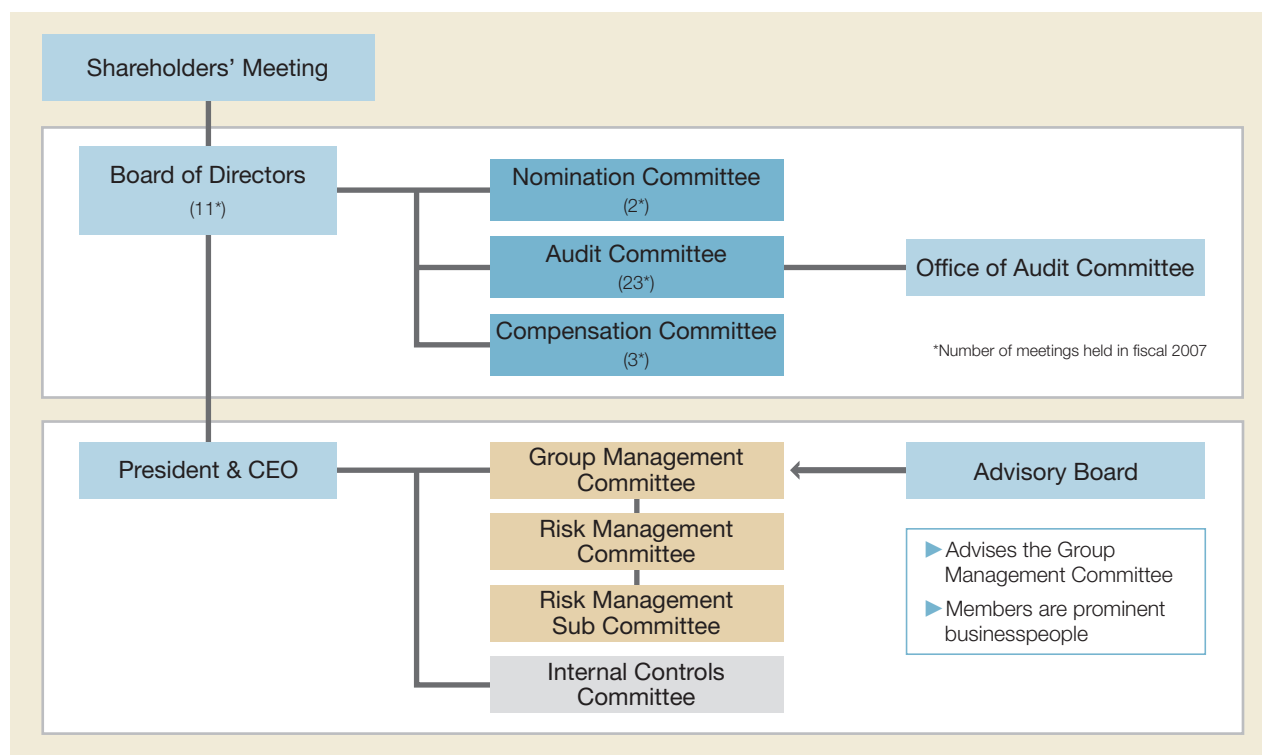 Shareholders’ Meeting
Board of Directors
(11*)
Nomination Committee
(2*)
Audit Committee
(23*)
Office of Audit Committee
Compensation Committee
(3*)
*Number of meetings held in fiscal 2007
President & CEO
Group Management
Committee
Advisory Board
Risk Management
Committee
Risk Management
Sub Committee
Internal Controls
Committee
Advises the Group
Management Committee
Members are prominent
businesspeople